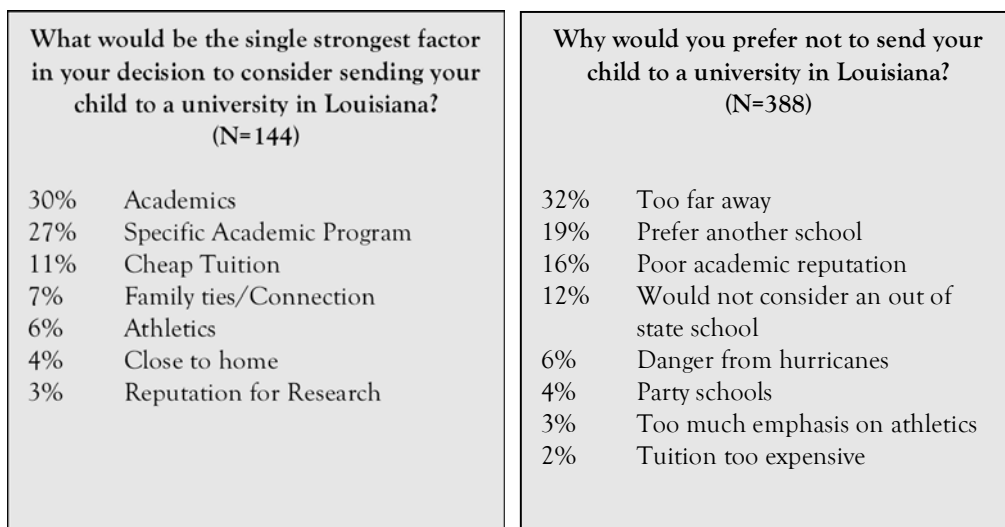 What would be the single strongest factor
in your decision to consider sending your
child to a university in Louisiana?
(N=144)
30% Academics
27% Specific Academic Program
11% Cheap Tuition
7% Family ties/Connection
6% Athletics
4% Close to home
3% Reputation for Research
Why would you prefer not to send your
child to a university in Louisiana?
(N=388)
32% Too far away
19% Prefer another school
16% Poor academic reputation
12% Would not consider an out of
state school
6% Danger from hurricanes
4% Party schools
3% Too much emphasis on athletics
2% Tuition too expensive